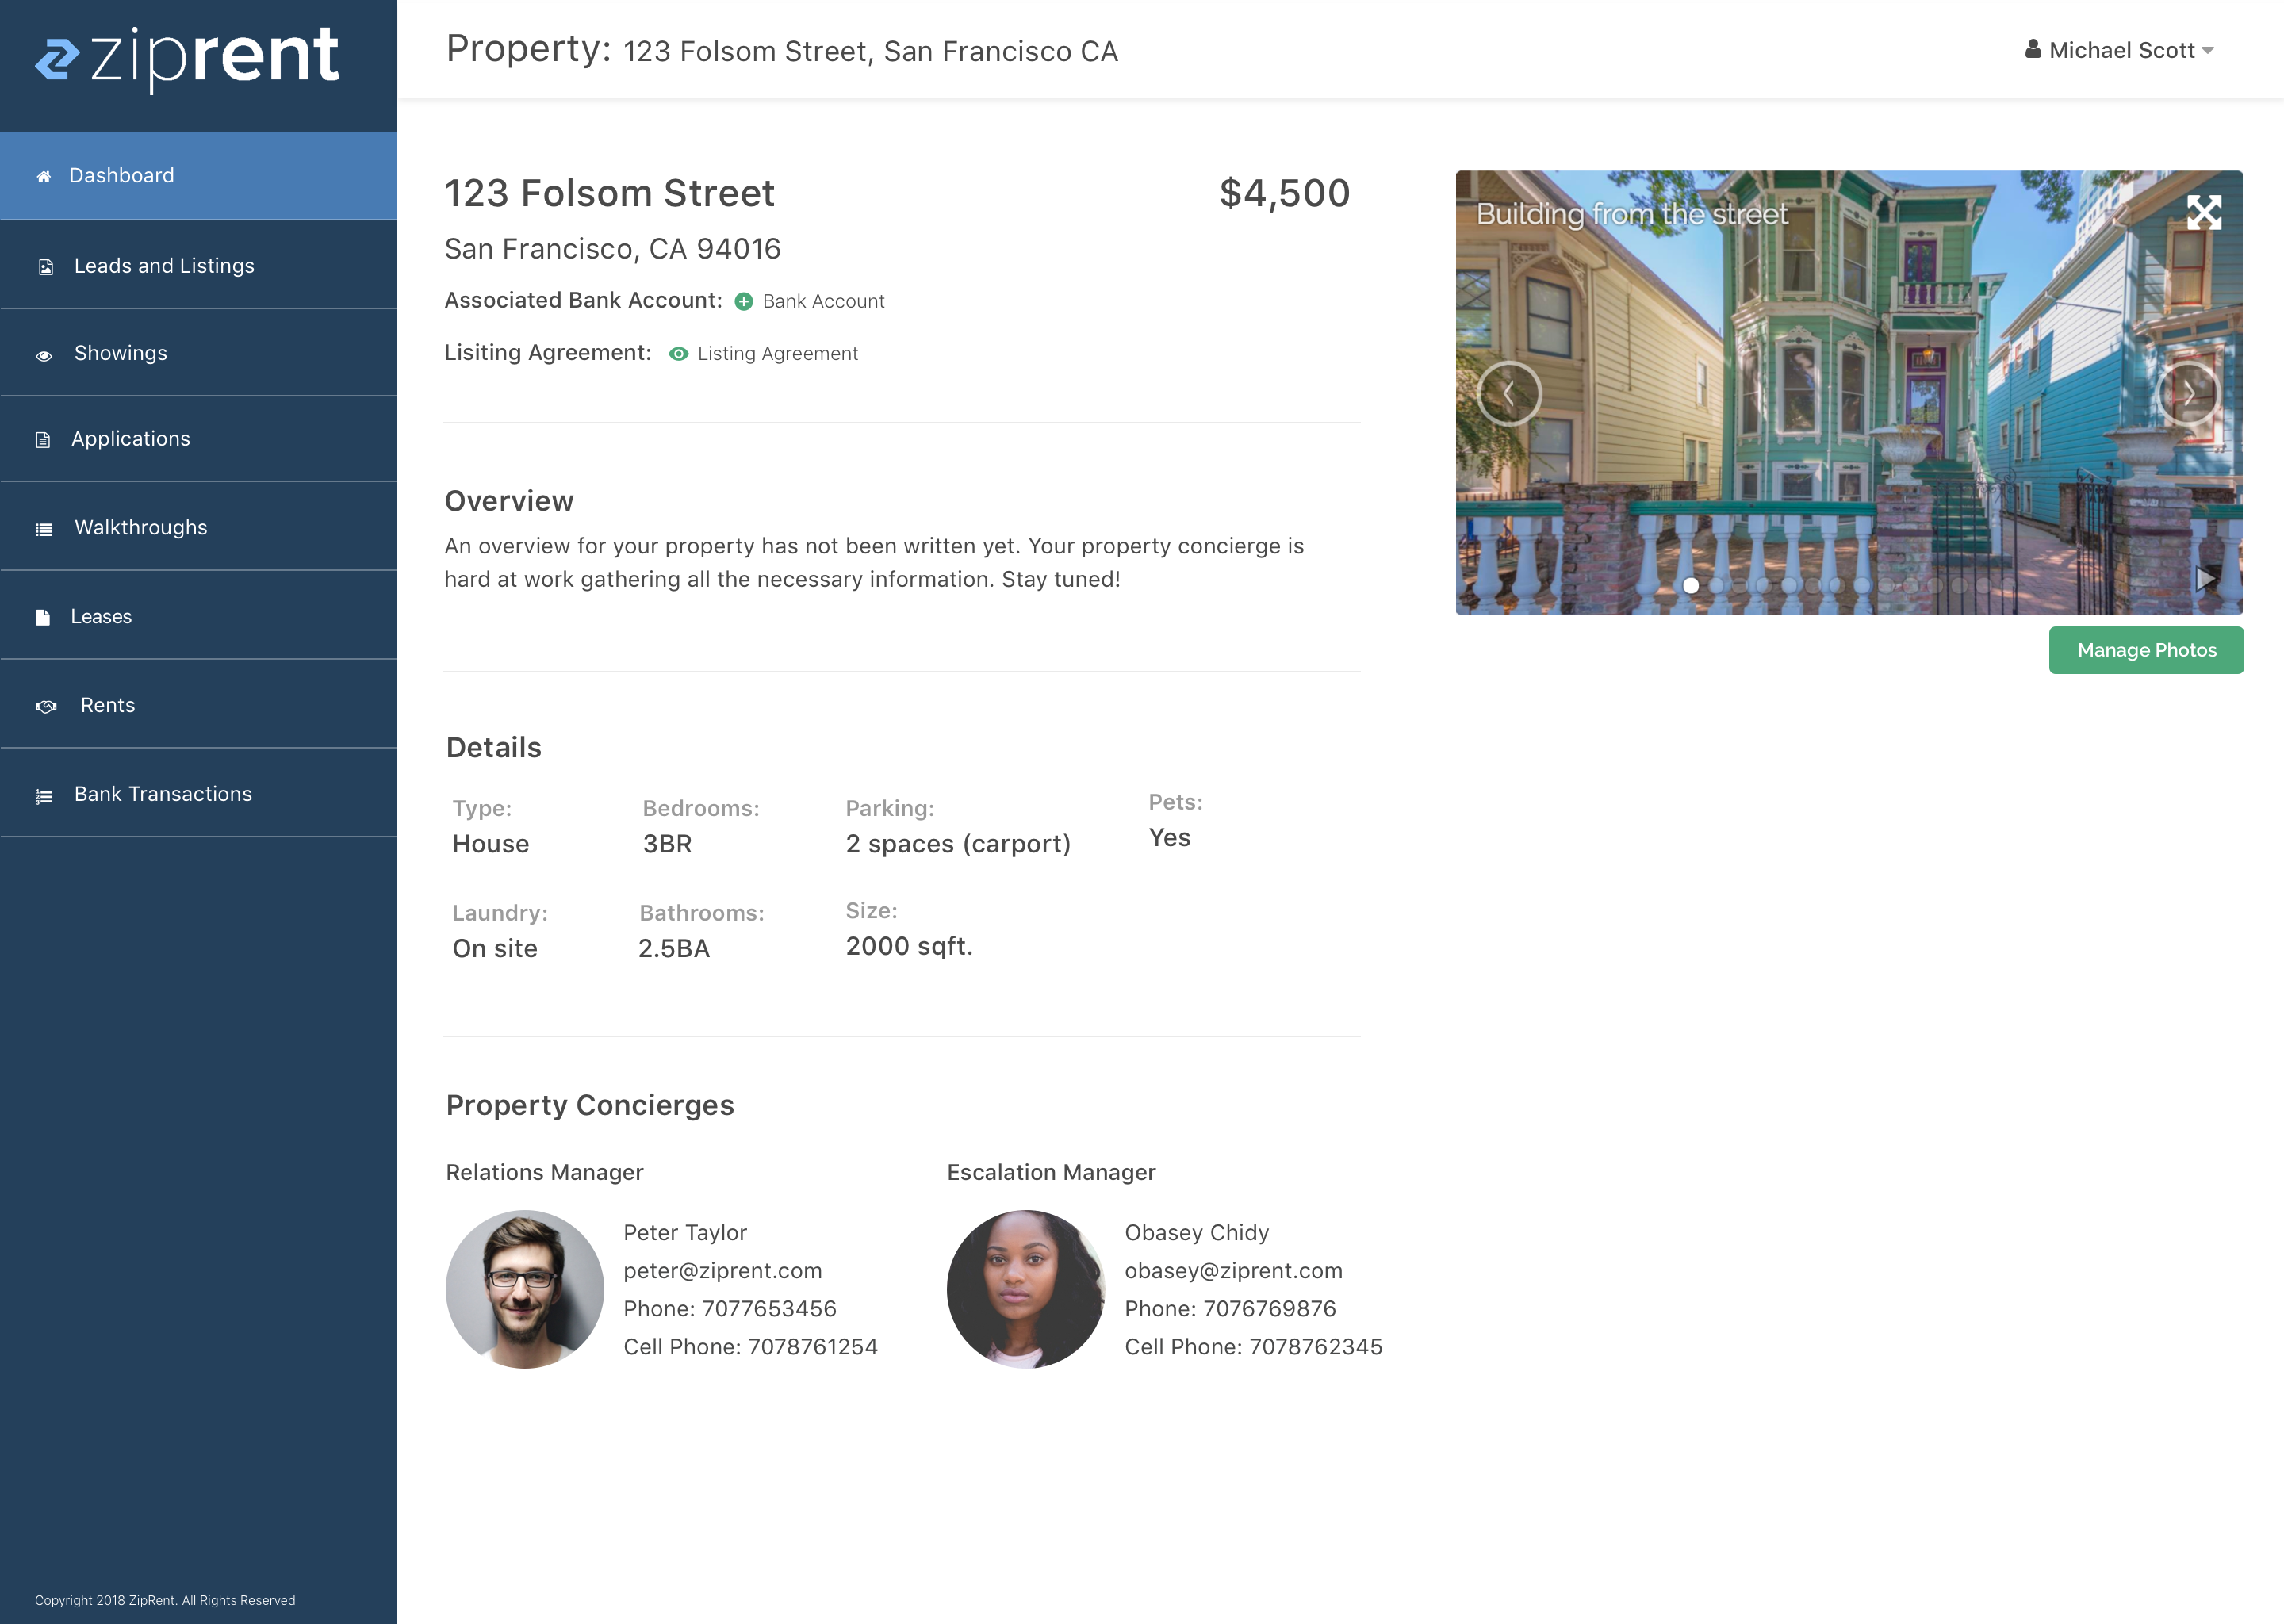 ziprent
Property: 123 Folsom Street, San Francisco CA
Michael Scott
Dashboard
Leads and Listings
Showings
Applications
Walkthroughs
Leases
Rents
Bank Transactions
Copyright 2018 ZipRent. All Rights Reserved
123 Folsom Street
$4,500
San Francisco, CA 94016
Associated Bank Account: Bank Account
Lisiting Agreement: Listing Agreement
Building from the street
Manage Photos
Overview
An overview for your property has not been written yet. Your property concierge is
hard at work gathering all the necessary information. Stay tuned!
Details
Type: Bedrooms: Parking: Pets:
House 3BR 2 spaces (carport) Yes
Laundry: Bathrooms: Size:
On site 2.5BA 2000 sqft.
Property Concierges
Relations Manager
Peter Taylor
peter@ziprent.com
Phone: 7077653456
Cell Phone: 7078761254
Escalation Manager
Obasey Chidy
obasey@ziprent.com
Phone: 7076769876
Cell Phone: 7078762345